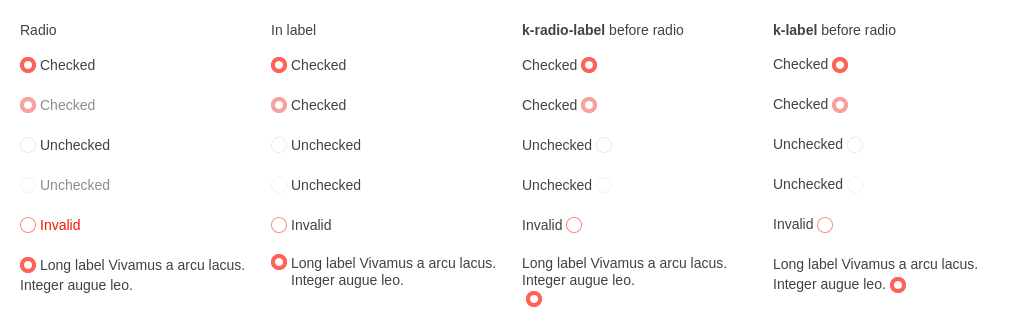 Radio
In label
k-radio-label before radio
k-label before radio
Checked
Checked
Checked
Checked
Checked
Checked
Checked
Checked
Unchecked
Unchecked
Unchecked
Unchecked
Unchecked
Unchecked
Unchecked
Unchecked
Invalid
Invalid
Invalid
Invalid
Long label Vivamus a arcu lacus.
Integer augue leo.
Long label Vivamus a arcu lacus.
Integer augue leo.
Long label Vivamus a arcu lacus.
Integer augue leo.
Long label Vivamus a arcu lacus.
Integer augue leo.